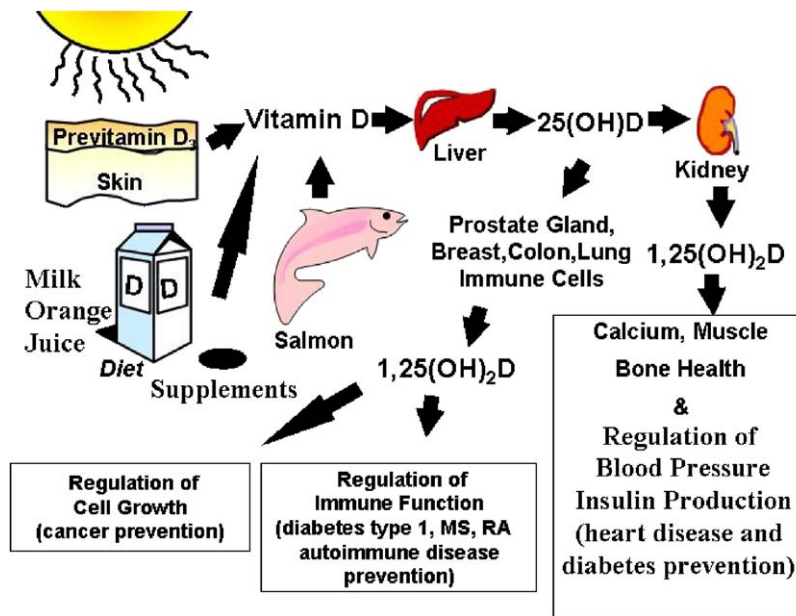 Previtamin D₃
Skin
Vitamin D
Liver
25(OH)D
Kidney
Milk
Orange
Juice
D D
Diet
Supplements
Salmon
Prostate Gland,
Breast,Colon,Lung
Immune Cells
1,25(OH)₂D
1,25(OH)₂D
Regulation of
Cell Growth
(cancer prevention)
Regulation of
Immune Function
(diabetes type 1, MS, RA
autoimmune disease
prevention)
Calcium, Muscle
Bone Health
&
Regulation of
Blood Pressure
Insulin Production
(heart disease and
diabetes prevention)